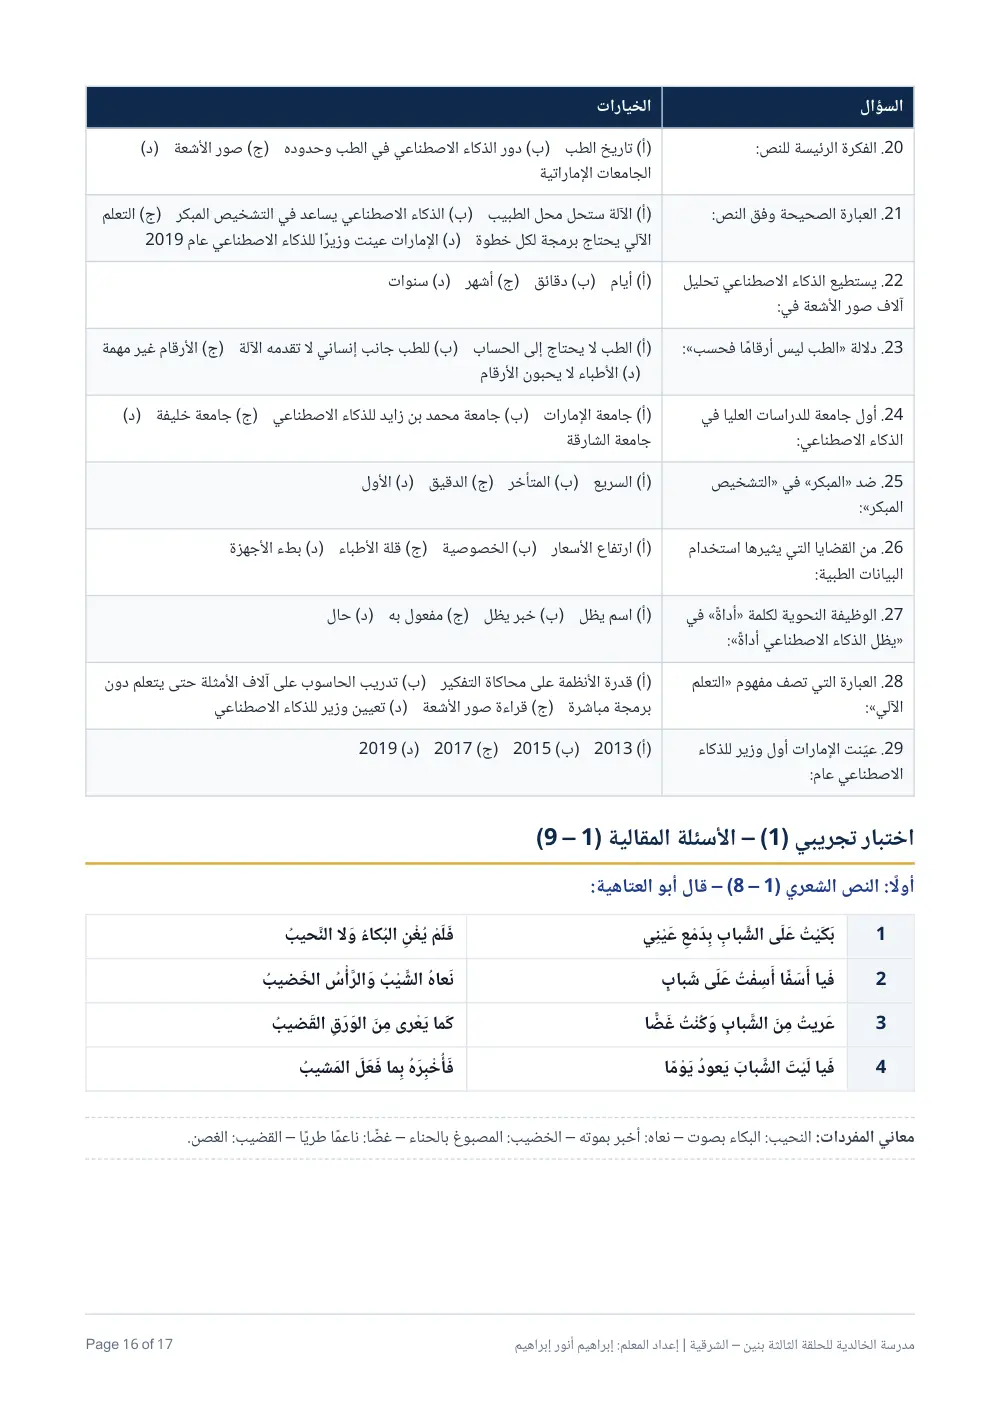 السؤال الخيارات
20. الفكرة الرئيسة للنص: (أ) تاريخ الطب (ب) دور الذكاء الاصطناعي في الطب وحدوده (ج) صور الأشعة (د)
الجامعات الإماراتية
21. العبارة الصحيحة وفق النص: (أ) الآلة ستحل محل الطبيب (ب) الذكاء الاصطناعي يساعد في التشخيص المبكر (ج) التعلم
الآلي يحتاج برمجة لكل خطوة (د) الإمارات عينت وزيرًا للذكاء الاصطناعي عام 2019
22. يستطيع الذكاء الاصطناعي تحليل
آلاف صور الأشعة في:
(أ) أيام (ب) دقائق (ج) أشهر (د) سنوات
23. دلالة «الطب ليس أرقامًا فحسب»: (أ) الطب لا يحتاج إلى الحساب (ب) للطب جانب إنساني لا تقدمه الآلة (ج) الأرقام غير مهمة
(د) الأطباء لا يحبون الأرقام
24. أول جامعة للدراسات العليا في
الذكاء الاصطناعي:
(أ) جامعة الإمارات (ب) جامعة محمد بن زايد للذكاء الاصطناعي (ج) جامعة خليفة (د)
جامعة الشارقة
25. ضد «المبكر» في «التشخيص
المبكر»:
(أ) السريع (ب) المتأخر (ج) الدقيق (د) الأول
26. من القضايا التي يثيرها استخدام
البيانات الطبية:
(أ) ارتفاع الأسعار (ب) الخصوصية (ج) قلة الأطباء (د) بطء الأجهزة
27. الوظيفة النحوية لكلمة «أداةً» في
«يظل الذكاء الاصطناعي أداةً»:
(أ) اسم يظل (ب) خبر يظل (ج) مفعول به (د) حال
28. العبارة التي تصف مفهوم «التعلم
الآلي»:
(أ) قدرة الأنظمة على محاكاة التفكير (ب) تدريب الحاسوب على آلاف الأمثلة حتى يتعلم دون
برمجة مباشرة (ج) قراءة صور الأشعة (د) تعيين وزير للذكاء الاصطناعي
29. عيّنت الإمارات أول وزير للذكاء
الاصطناعي عام:
(أ) 2013 (ب) 2015 (ج) 2017 (د) 2019
اختبار تجريبي (1) – الأسئلة المقالية (1 – 9)
أولًا: النص الشعري (1 – 8) – قال أبو العتاهية:
1 بَكَيْتُ عَلَى الشَّبابِ بِدَمْعِ عَيْنِي فَلَمْ يُغْنِ البُكاءُ وَلا النَّحيبُ
2 فَيا أَسَفًا أَسِفْتُ عَلَى شَبابٍ نَعاهُ الشَّيْبُ وَالرَّأْسُ الخَضيبُ
3 عَريتُ مِنَ الشَّبابِ وَكُنْتُ غَضًّا كَما يَعْرى مِنَ الوَرَقِ القَضيبُ
4 فَيا لَيْتَ الشَّبابَ يَعودُ يَوْمًا فَأُخْبِرَهُ بِما فَعَلَ المَشيبُ
معاني المفردات: النحيب: البكاء بصوت – نعاه: أخبر بموته – الخضيب: المصبوغ بالحناء – غضّا: ناعمًا طريًا – القضيب: الغصن.
مدرسة الخالدية للحلقة الثالثة بنين – الشرقية | إعداد المعلم: إبراهيم أنور إبراهيم Page 16 of 17